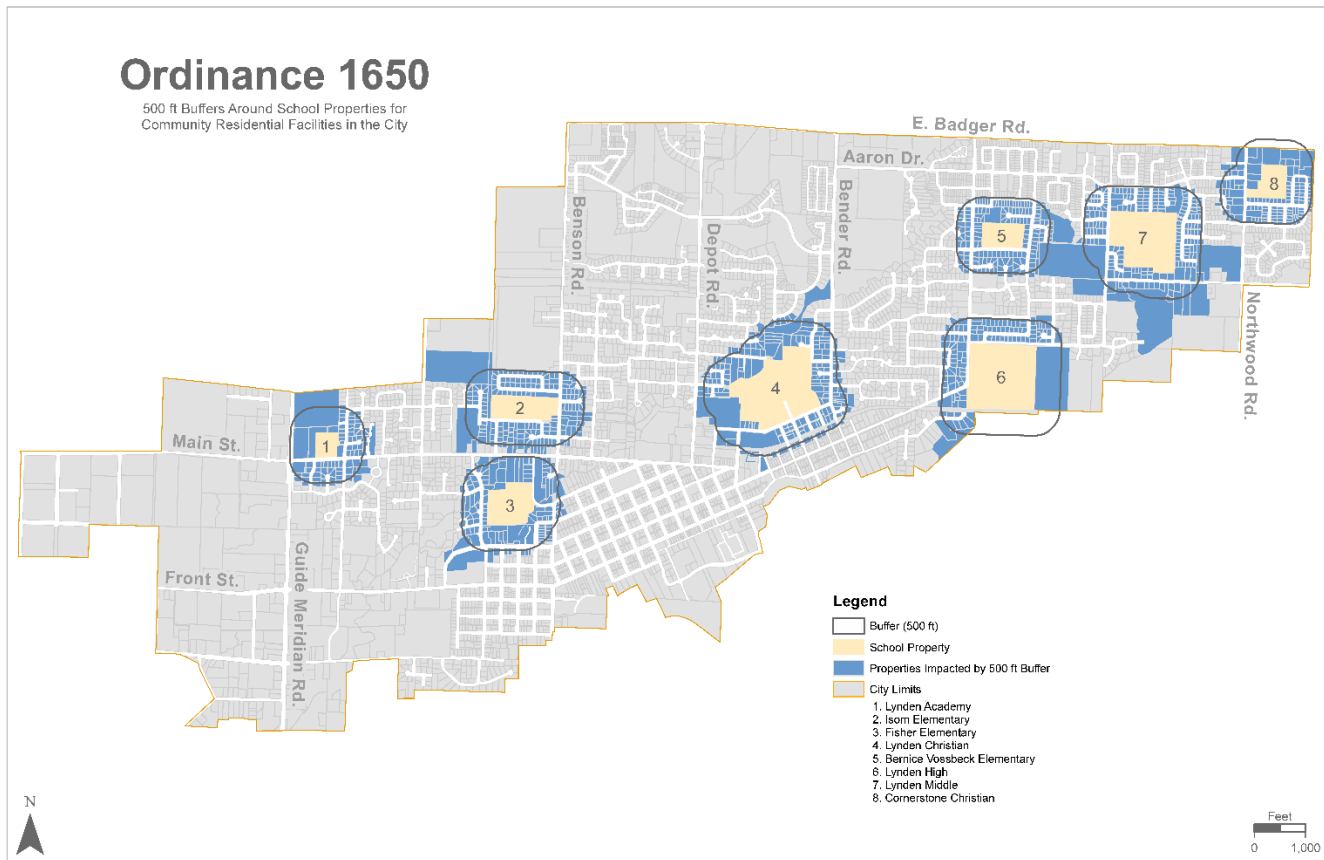 Ordinance 1650
500 ft Buffers Around School Properties for
Community Residential Facilities in the City
E. Badger Rd.
Aaron Dr.
Benson Rd.
Depot Rd.
Bender Rd.
Northwood Rd.
8
7
5
6
4
2
1
3
Main St.
Front St.
Guide Meridian Rd.
Legend
Buffer (500 ft)
School Property
Properties Impacted by 500 ft Buffer
City Limits
1. Lynden Academy
2. Isom Elementary
3. Fisher Elementary
4. Lynden Christian
5. Bernice Vossbeck Elementary
6. Lynden High
7. Lynden Middle
8. Cornerstone Christian
N
Feet
0 1,000